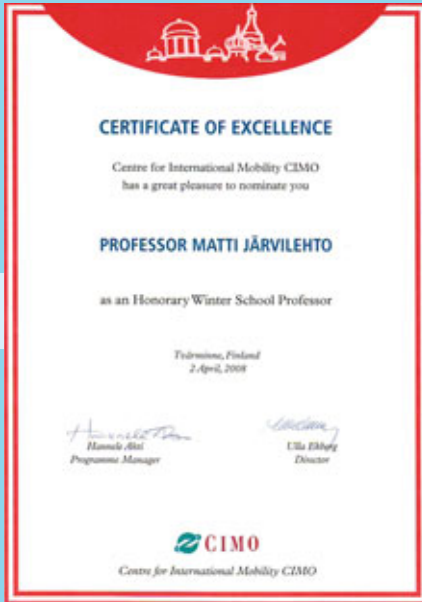 CERTIFICATE OF EXCELLENCE
Centre for International Mobility CIMO
has a great pleasure to nominate you
PROFESSOR MATTI JÄRVILEHTO
as an Honorary Winter School Professor
Tvärminne, Finland
2 April, 2008
Hannele Ahti Ulla Ekberg
Programme Manager Director
CIMO
Centre for International Mobility CIMO